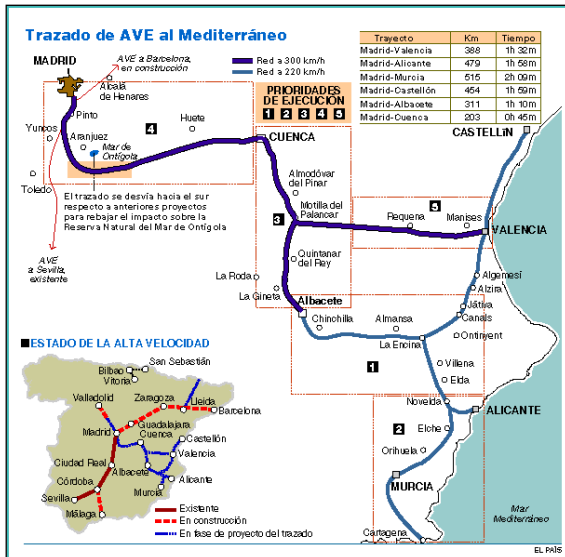 Trazado de AVE al Mediterráneo
AVE a Barcelona,
en construcción
Red a 300 km/h
Red a 220 km/h
Trayecto Km Tiempo
Madrid-Valencia 388 1h 32m
Madrid-Alicante 479 1h 58m
Madrid-Murcia 515 2h 09m
Madrid-Castellón 454 1h 59m
Madrid-Albacete 311 1h 10m
Madrid-Cuenca 203 0h 45m
MADRID
Alcalá
de Henares
PRIORIDADES
DE EJECUCIÓN
1 2 3 4 5
Pinto
Yuncos
Aranjuez
Mar de
Ontígola
4
Huete
Toledo
CUENCA
CASTELLÍN
El trazado se desvía hacia el sur
respecto a anteriores proyectos
para rebajar el impacto sobre la
Reserva Natural del Mar de Ontígola
AVE
a Sevilla,
existente
Almodóvar
del Pinar
Motilla del
Palancar
3
5
Requena
Manises
VALENCIA
Quintanar
del Rey
La Roda
La Gineta
Albacete
Algemesí
Alzira
Játiva
Canals
Ontinyent
Chinchilla
Almansa
La Encina
1
Villena
Elda
Novelda
ALICANTE
2
Elche
Orihuela
MURCIA
Cartagena
Mar
Mediterráneo
ESTADO DE LA ALTA VELOCIDAD
San Sebastián
Bilbao
Vitoria
Valladolid
Zaragoza
Lleida
Barcelona
Guadalajara
Madrid
Cuenca
Castellón
Ciudad Real
Valencia
Albacete
Córdoba
Alicante
Sevilla
Murcia
Málaga
Existente
En construcción
En fase de proyecto del trazado
EL PAÍS